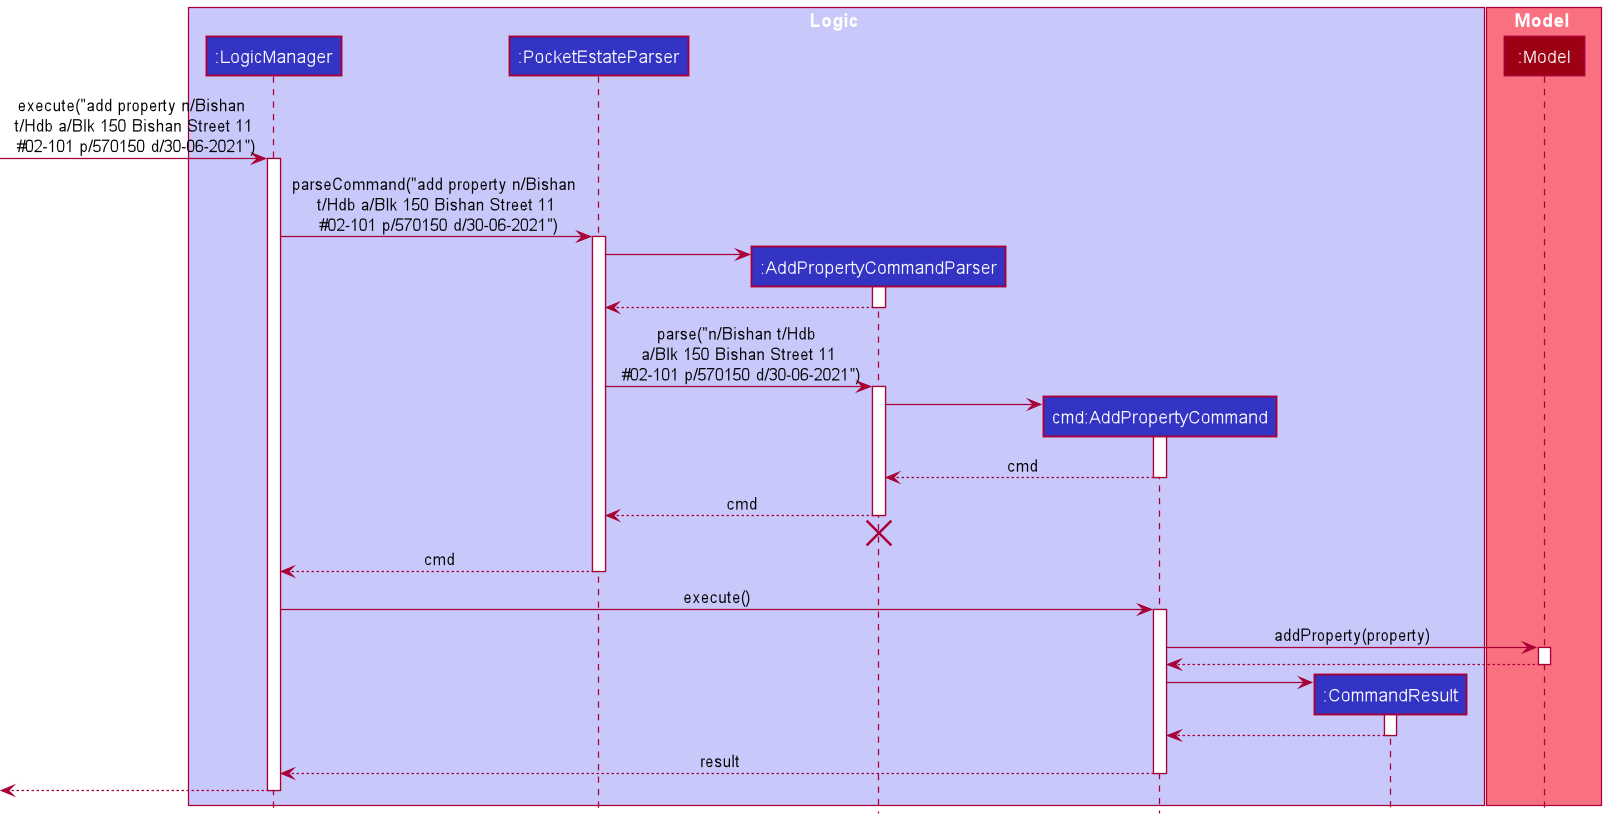 Logic
Model
:LogicManager
:PocketEstateParser
:Model
execute("add property n/Bishan
t/Hdb a/Blk 150 Bishan Street 11
#02-101 p/570150 d/30-06-2021")
parseCommand("add property n/Bishan
t/Hdb a/Blk 150 Bishan Street 11
#02-101 p/570150 d/30-06-2021")
:AddPropertyCommandParser
parse("n/Bishan t/Hdb
a/Blk 150 Bishan Street 11
#02-101 p/570150 d/30-06-2021")
cmd:AddPropertyCommand
cmd
cmd
cmd
execute()
addProperty(property)
:CommandResult
result